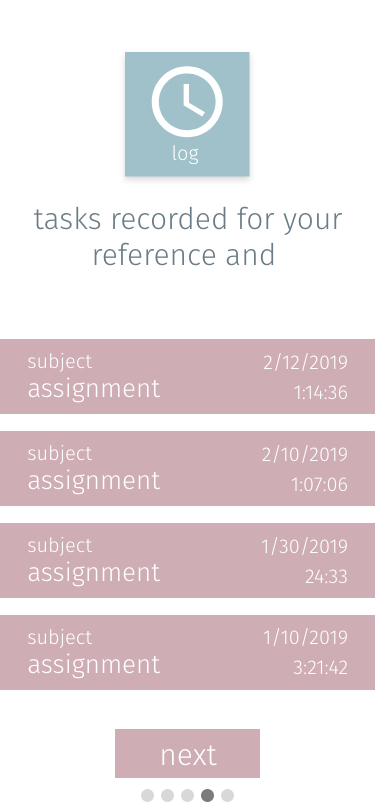 log
tasks recorded for your
reference and
subject 2/12/2019
assignment 1:14:36
subject 2/10/2019
assignment 1:07:06
subject 1/30/2019
assignment 24:33
subject 1/10/2019
assignment 3:21:42
next